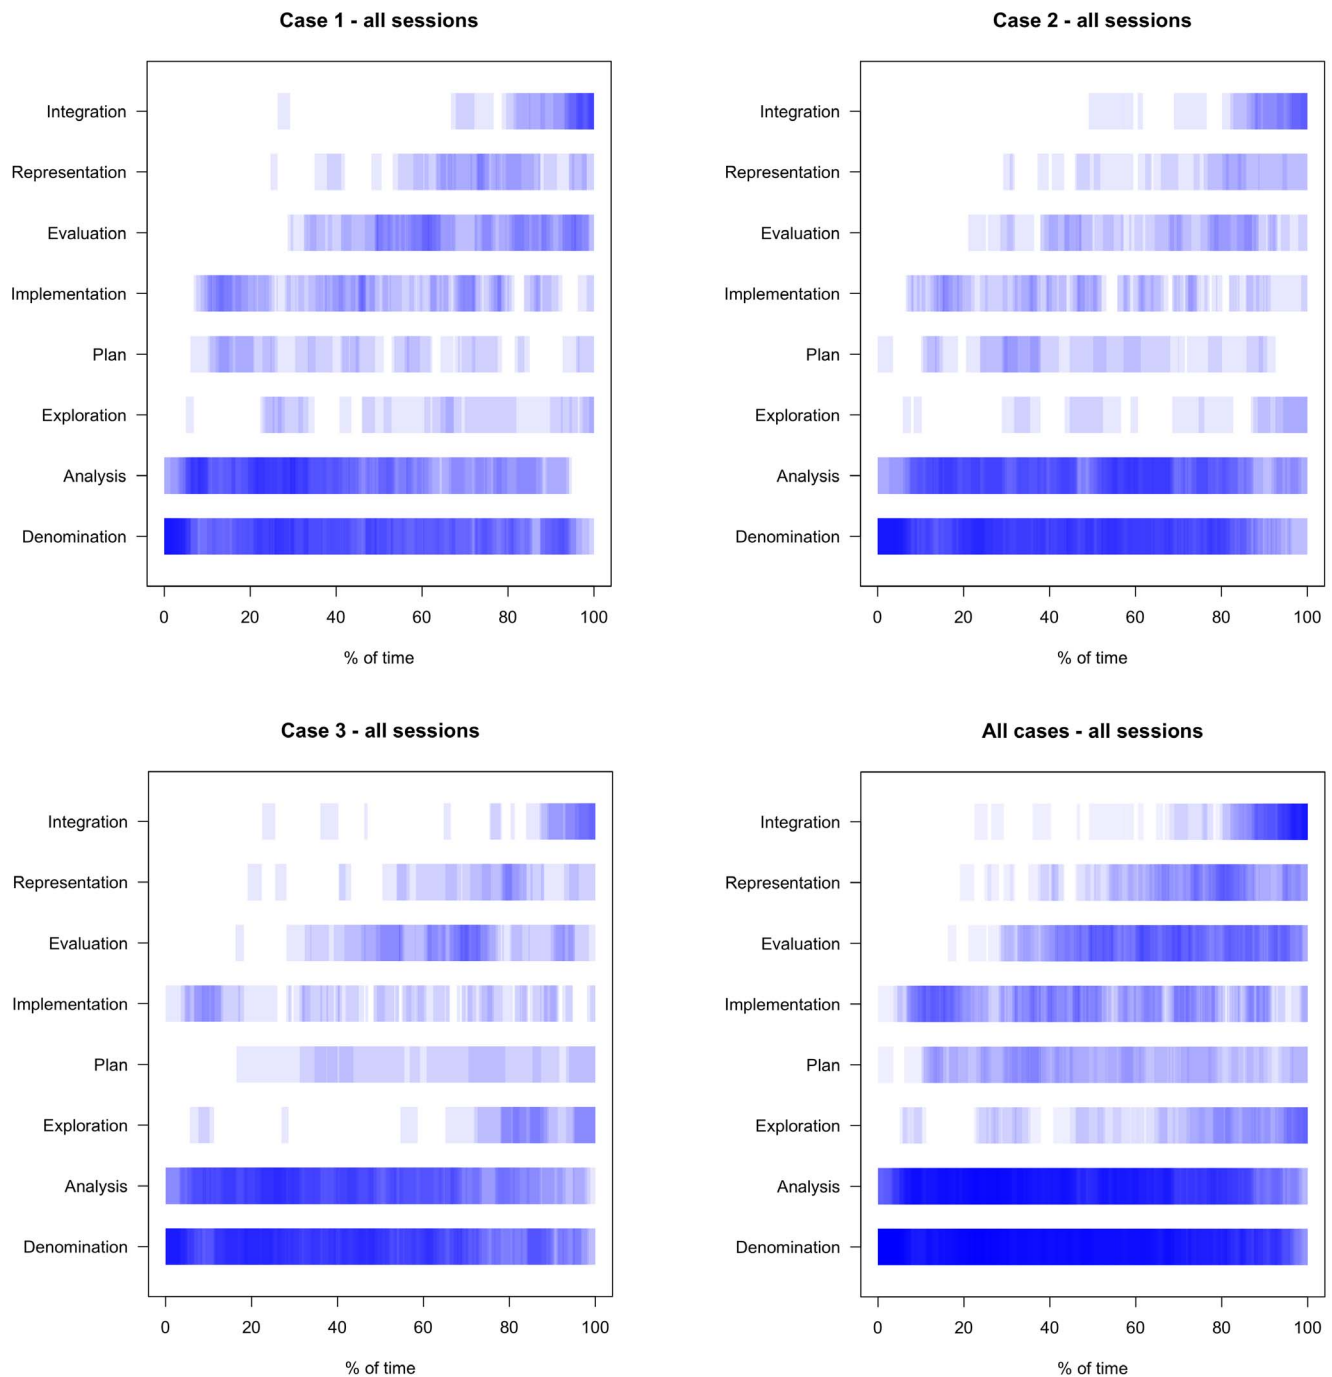 Case 1 - all sessions
Integration
Representation
Evaluation
Implementation
Plan
Exploration
Analysis
Denomination
0 20 40 60 80 100
% of time
Case 2 - all sessions
Integration
Representation
Evaluation
Implementation
Plan
Exploration
Analysis
Denomination
0 20 40 60 80 100
% of time
Case 3 - all sessions
Integration
Representation
Evaluation
Implementation
Plan
Exploration
Analysis
Denomination
0 20 40 60 80 100
% of time
All cases - all sessions
Integration
Representation
Evaluation
Implementation
Plan
Exploration
Analysis
Denomination
0 20 40 60 80 100
% of time